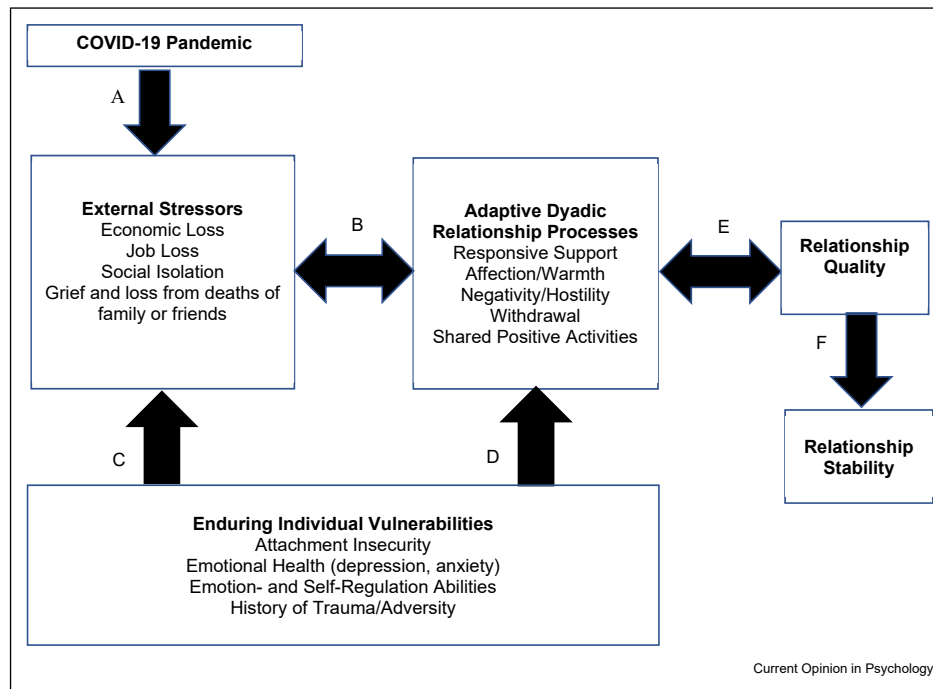 COVID-19 Pandemic
A
External Stressors
Economic Loss
Job Loss
Social Isolation
Grief and loss from deaths of
family or friends
B
Adaptive Dyadic
Relationship Processes
Responsive Support
Affection/Warmth
Negativity/Hostility
Withdrawal
Shared Positive Activities
E
Relationship
Quality
F
Relationship
Stability
C
D
Enduring Individual Vulnerabilities
Attachment Insecurity
Emotional Health (depression, anxiety)
Emotion- and Self-Regulation Abilities
History of Trauma/Adversity
Current Opinion in Psychology